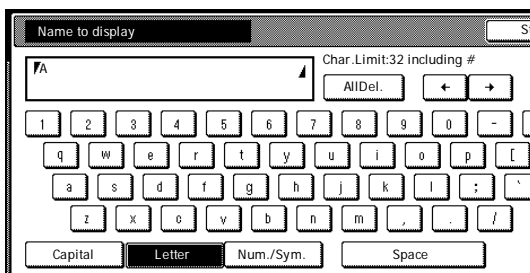 Name to display
Char.Limit:32 including #
A
AllDel. ← →
1 2 3 4 5 6 7 8 9 0 -
q w e r t y u i o p [
a s d f g h j k l ;
z x c v b n m , . /
Capital Letter Num./Sym. Space